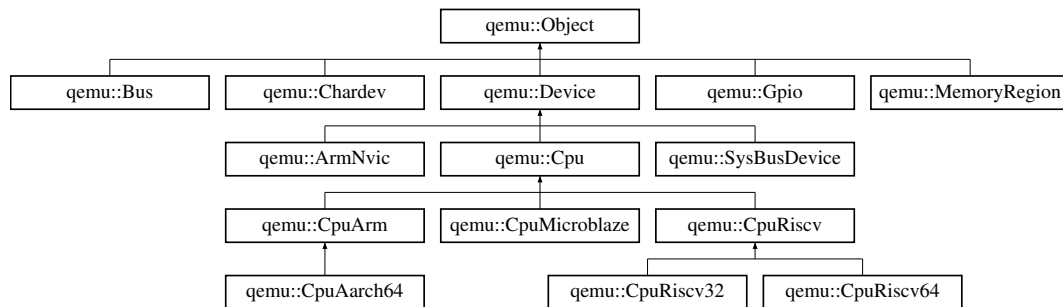 qemu::Object
qemu::Bus qemu::Chardev qemu::Device qemu::Gpio qemu::MemoryRegion
qemu::ArmNvic qemu::Cpu qemu::SysBusDevice
qemu::CpuArm qemu::CpuMicroblaze qemu::CpuRiscv
qemu::CpuAarch64 qemu::CpuRiscv32 qemu::CpuRiscv64